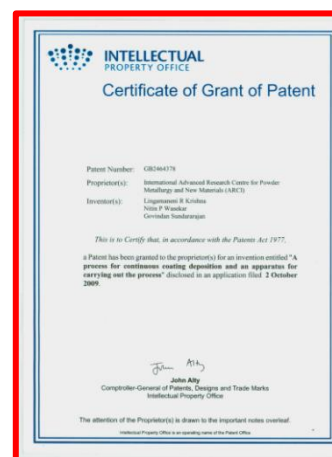 INTELLECTUAL
PROPERTY OFFICE
Certificate of Grant of Patent
Patent Number: GB2464378
Proprietor(s): International Advanced Research Centre for Powder
Metallurgy and New Materials (ARCI)
Inventor(s): Lingamaneni R Krishna
Nitin P Wasekar
Govindan Sundararajan
This is to Certify that, in accordance with the Patents Act 1977,
a Patent has been granted to the proprietor(s) for an invention entitled "A
process for continuous coating deposition and an apparatus for
carrying out the process" disclosed in an application filed 2 October
2009.
John Alty
Comptroller-General of Patents, Designs and Trade Marks
Intellectual Property Office
The attention of the Proprietor(s) is drawn to the important notes overleaf.
Intellectual Property Office is an operating name of the Patent Office